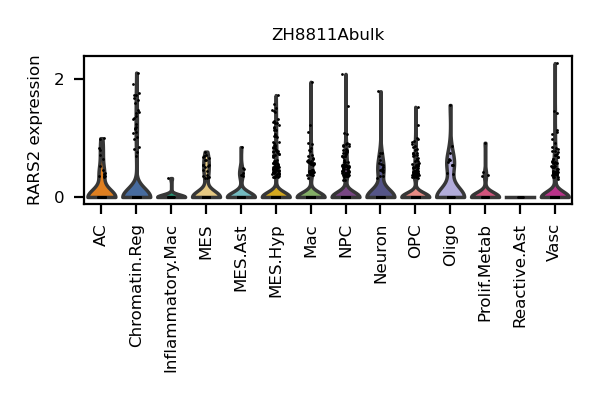 ZH8811Abulk
RARS2 expression
2
0
AC
Chromatin.Reg
Inflammatory.Mac
MES
MES.Ast
MES.Hyp
Mac
NPC
Neuron
OPC
Oligo
Prolif.Metab
Reactive.Ast
Vasc